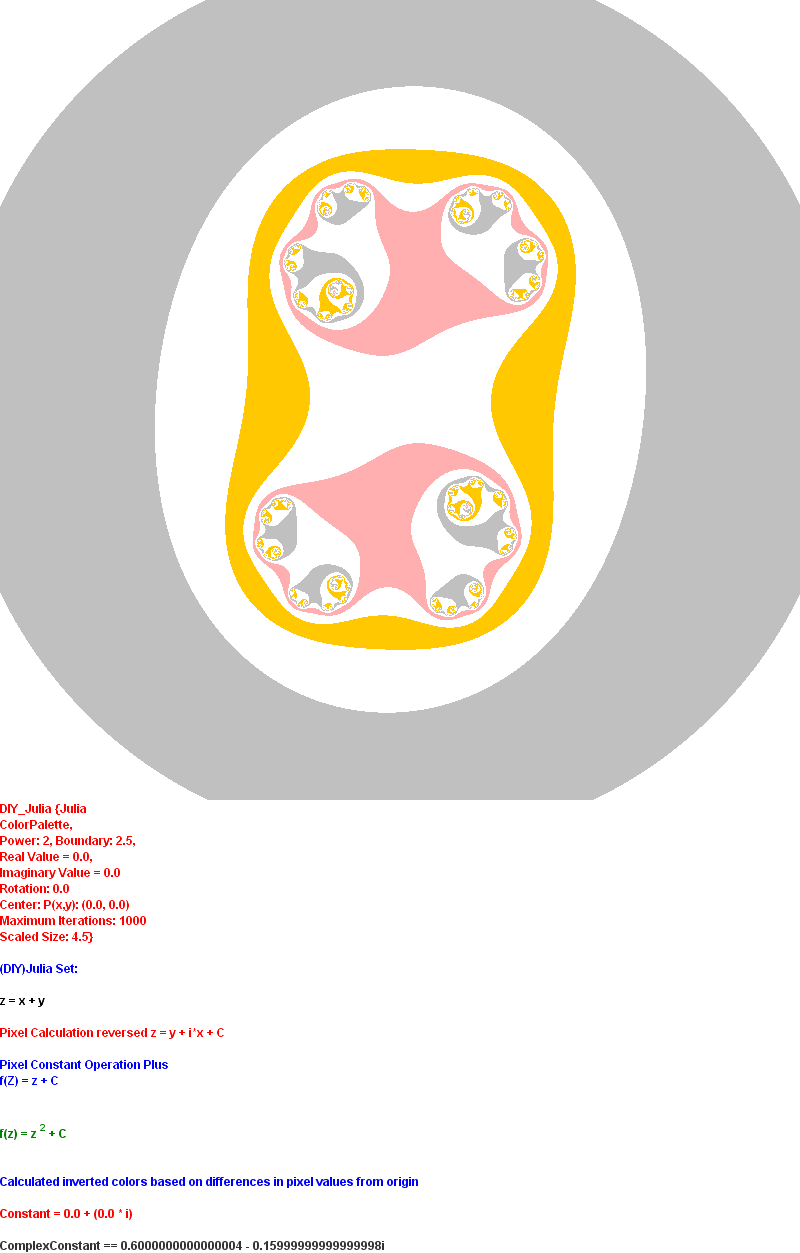 DIY_Julia {Julia
ColorPalette,
Power: 2, Boundary: 2.5,
Real Value = 0.0,
Imaginary Value = 0.0
Rotation: 0.0
Center: P(x,y): (0.0, 0.0)
Maximum Iterations: 1000
Scaled Size: 4.5}
(DIY)Julia Set:
z = x + y
Pixel Calculation reversed z = y + i*x + C
Pixel Constant Operation Plus
f(Z) = z + C
f(z) = z ² + C
Calculated inverted colors based on differences in pixel values from origin
Constant = 0.0 + (0.0 * i)
ComplexConstant == 0.6000000000000004 - 0.15999999999999998i